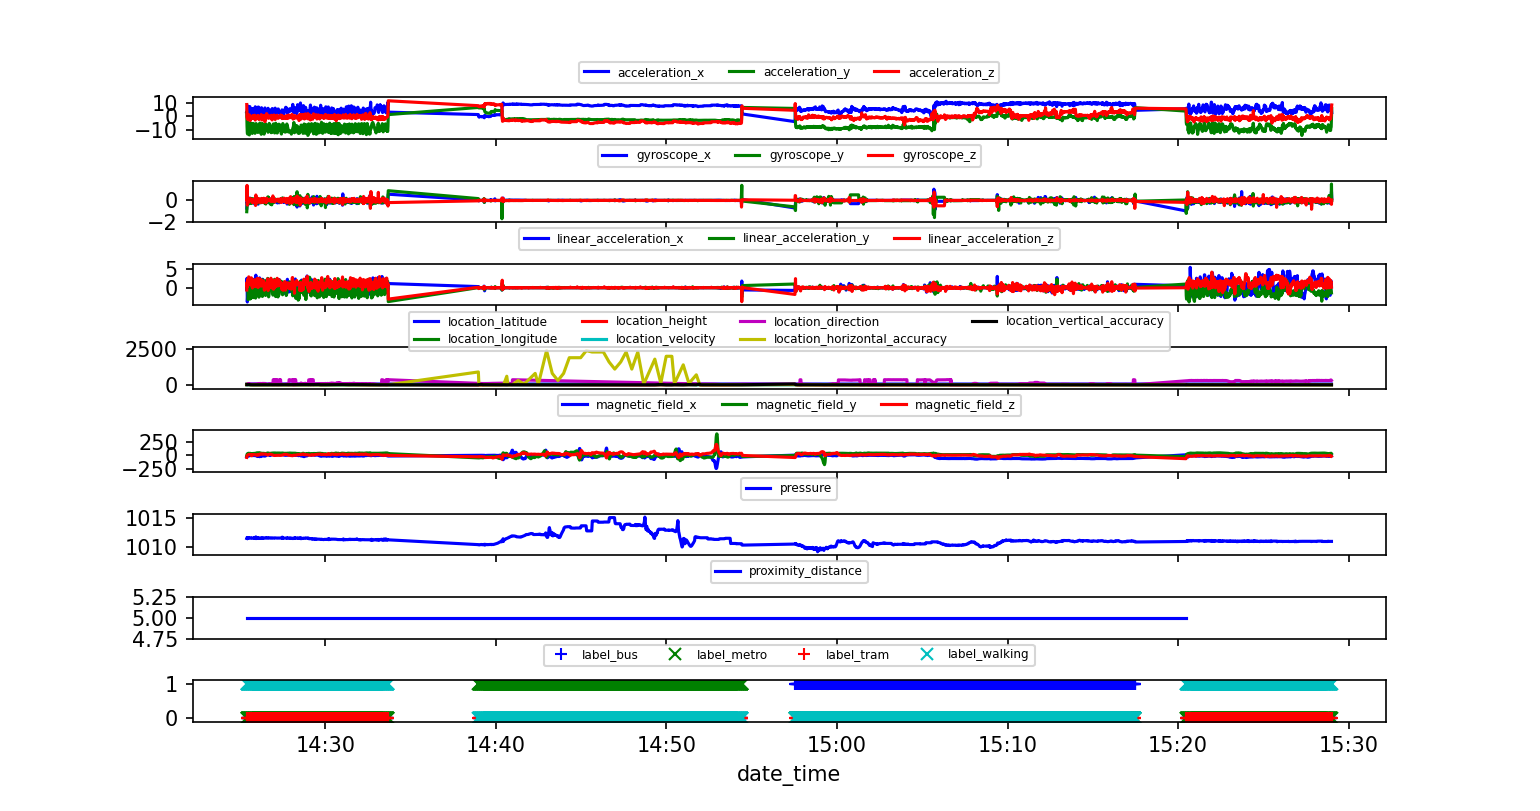 acceleration_x acceleration_y acceleration_z
10
0
−10
gyroscope_x gyroscope_y gyroscope_z
0
−2
linear_acceleration_x linear_acceleration_y linear_acceleration_z
5
0
location_latitude location_height location_direction location_vertical_accuracy
location_longitude location_velocity location_horizontal_accuracy
2500
0
magnetic_field_x magnetic_field_y magnetic_field_z
250
0
−250
pressure
1015
1010
proximity_distance
5.25
5.00
4.75
label_bus label_metro label_tram label_walking
1
0
14:30 14:40 14:50 15:00 15:10 15:20 15:30
date_time